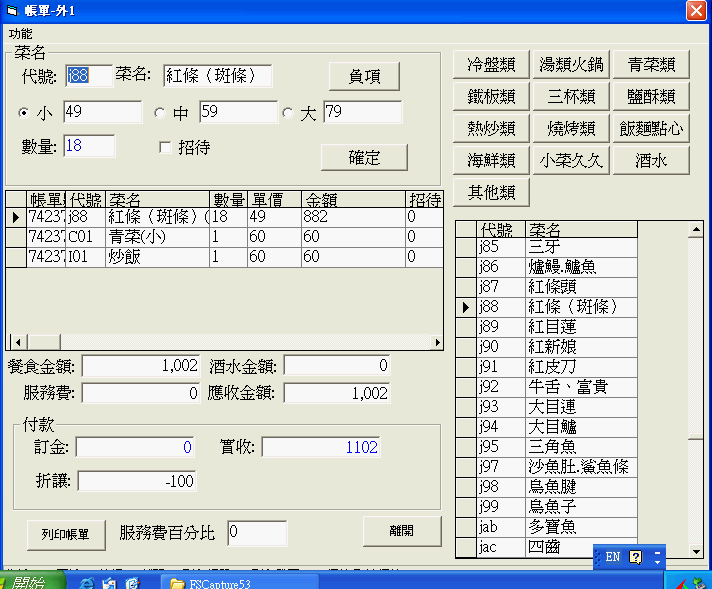 帳單-外1
功能
菜名
代號: j88 菜名: 紅條（斑條） 負項
小 49 中 59 大 79
數量: 18 招待 確定
冷盤類 湯類火鍋 青菜類
鐵板類 三杯類 鹽酥類
熱炒類 燒烤類 飯麵點心
海鮮類 小菜久久 酒水
其他類
代號 菜名 數量 單價 金額 招待
74237 j88 紅條（斑條）( 18 49 882 0
74237 C01 青菜(小) 1 60 60 0
74237 I01 炒飯 1 60 60 0
餐食金額: 1,002 酒水金額: 0
服務費: 0 應收金額: 1,002
付款
訂金: 0 實收: 1102
折讓: -100
列印帳單 服務費百分比 0 離開
代號 菜名
j85 三牙
j86 爐鰻.鱸魚
j87 紅條頭
j88 紅條（斑條）
j89 紅目蓮
j90 紅新娘
j91 紅皮刀
j92 牛舌、富貴
j93 大目連
j94 大目鱸
j95 三角魚
j97 沙魚肚.鯊魚條
j98 烏魚腱
j99 烏魚子
jab 多寶魚
jac 四齒
EN
開始 FSCapture53